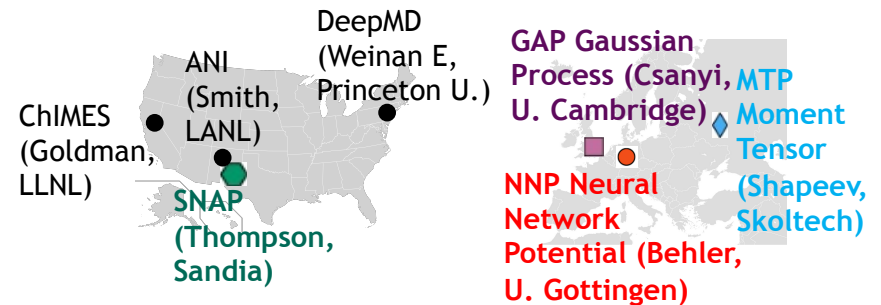 DeepMD
(Weinan E,
Princeton U.)
ANI
(Smith,
LANL)
ChIMES
(Goldman,
LLNL)
SNAP
(Thompson,
Sandia)
GAP Gaussian
Process (Csanyi,
U. Cambridge)
MTP
Moment
Tensor
(Shapeev,
Skoltech)
NNP Neural
Network
Potential (Behler,
U. Gottingen)